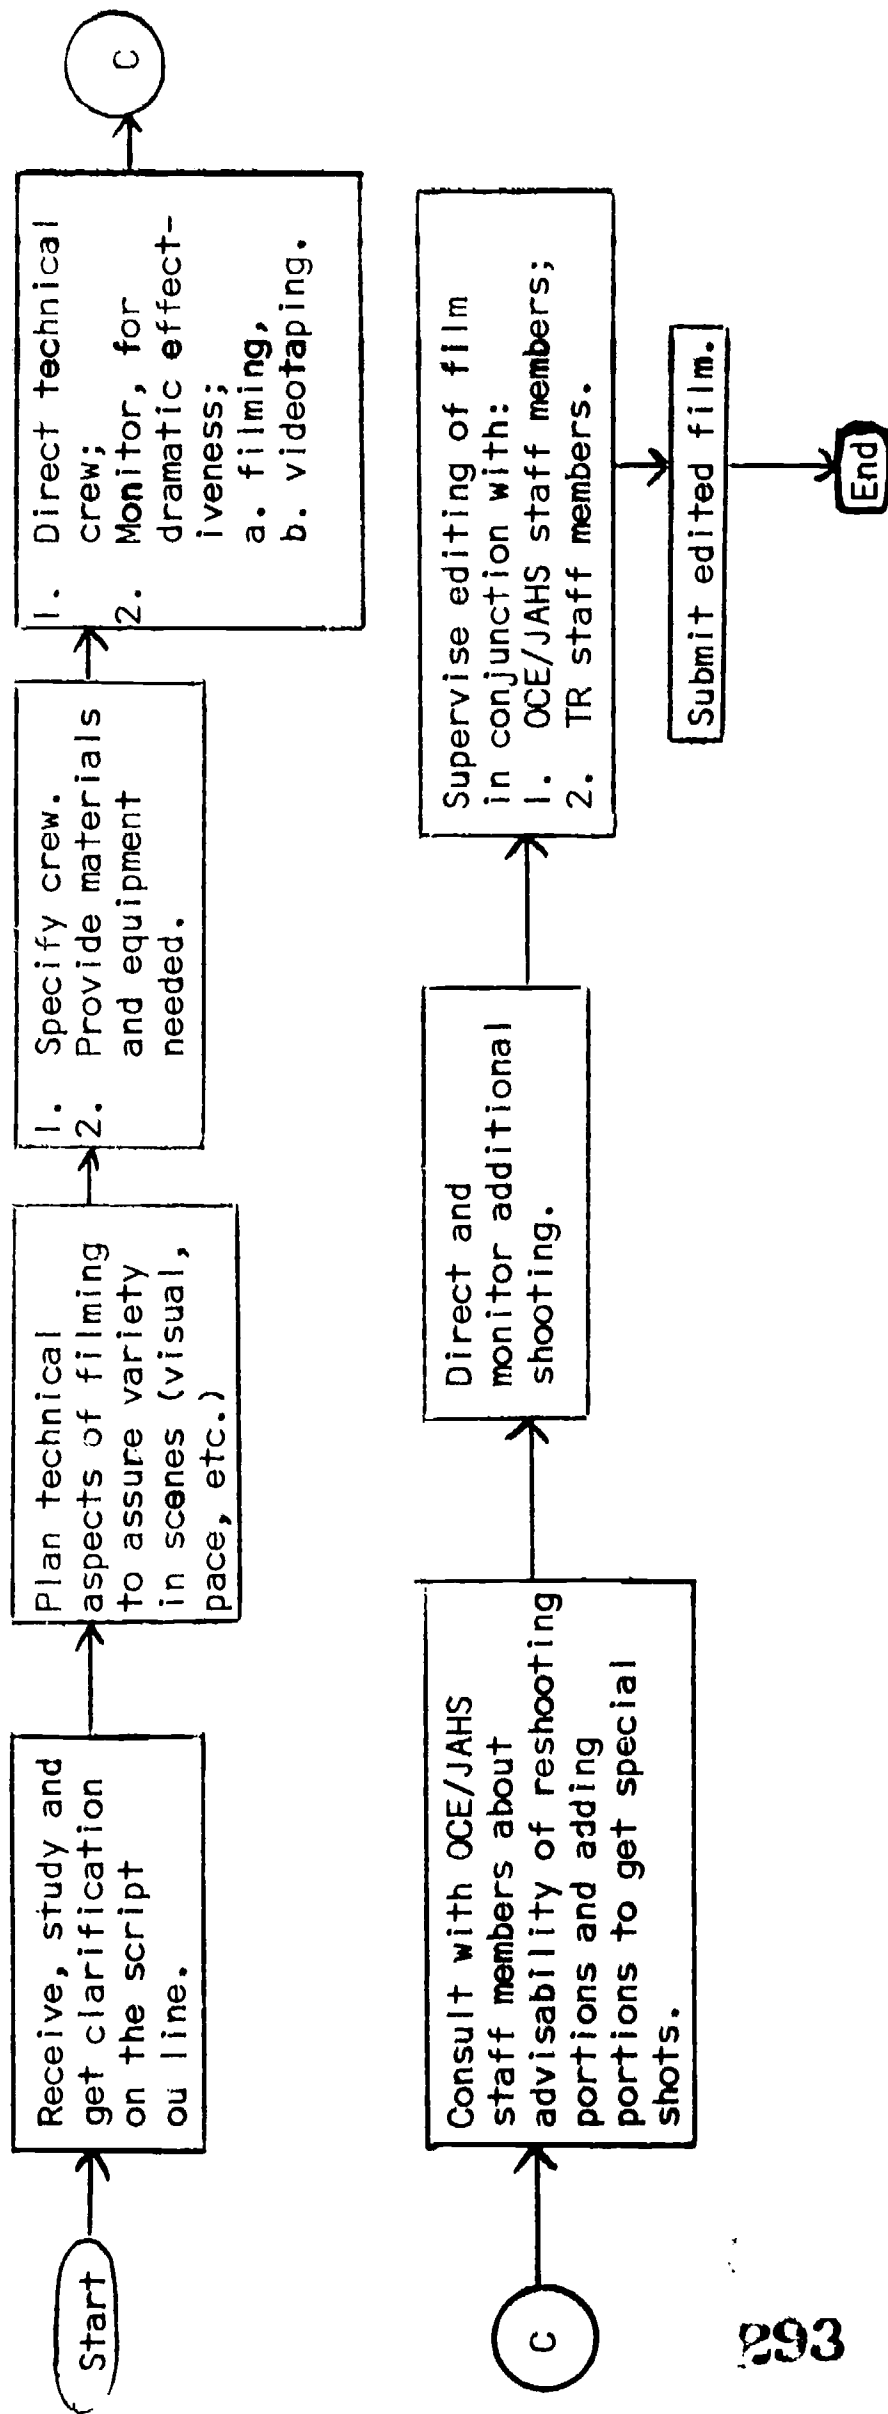 Start
Receive, study and
get clarification
on the script
ou line.
Plan technical
aspects of filming
to assure variety
in scenes (visual,
pace, etc.)
1. Specify crew.
2. Provide materials
and equipment
needed.
1. Direct technical
crew;
2. Monitor, for
dramatic effect-
iveness;
a. filming,
b. videotaping.
C
C
Consult with OCE/JAHS
staff members about
advisability of reshooting
portions and adding
portions to get special
shots.
Direct and
monitor additional
shooting.
Supervise editing of film
in conjunction with:
1. OCE/JAHS staff members;
2. TR staff members.
Submit edited film.
End
293